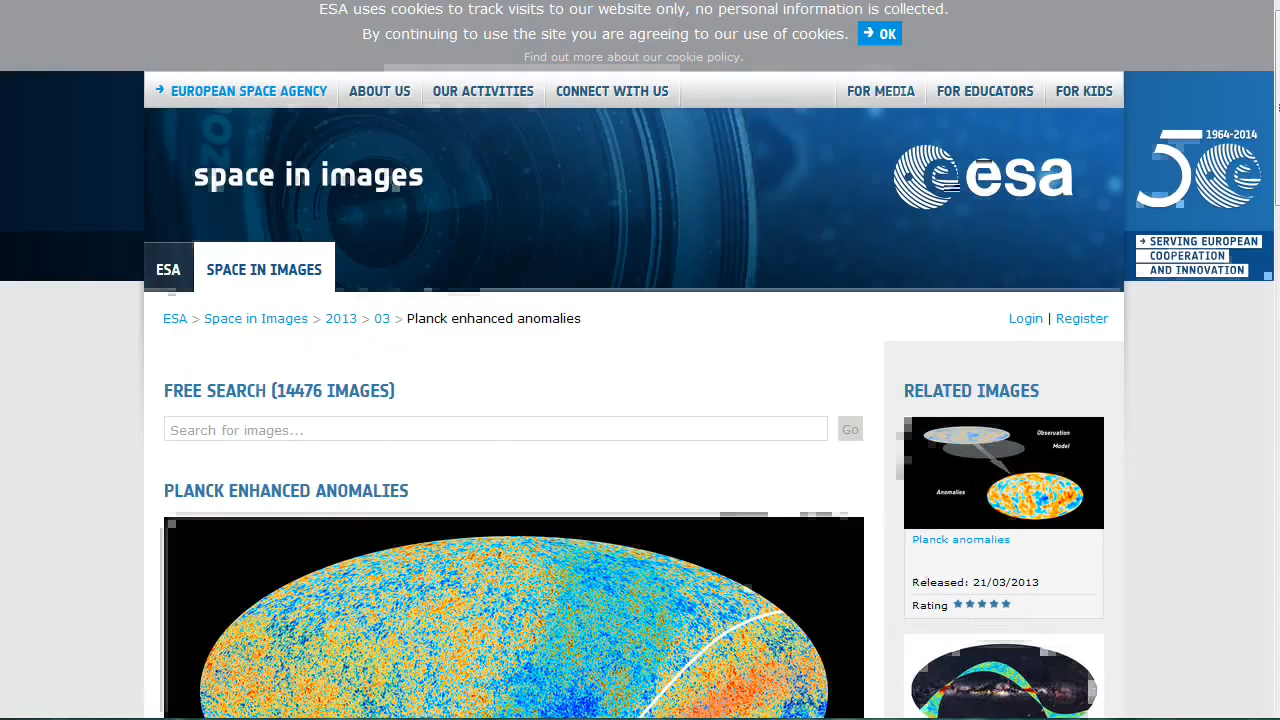 ESA uses cookies to track visits to our website only, no personal information is collected.
By continuing to use the site you are agreeing to our use of cookies. OK
Find out more about our cookie policy.
EUROPEAN SPACE AGENCY ABOUT US OUR ACTIVITIES CONNECT WITH US FOR MEDIA FOR EDUCATORS FOR KIDS
1964-2014
50
space in images
esa
SERVING EUROPEAN
COOPERATION
AND INNOVATION
ESA SPACE IN IMAGES
ESA > Space in Images > 2013 > 03 > Planck enhanced anomalies Login | Register
FREE SEARCH (14476 IMAGES)
Search for images... Go
PLANCK ENHANCED ANOMALIES
RELATED IMAGES
Observation
Model
Anomalies
Planck anomalies
Released: 21/03/2013
Rating